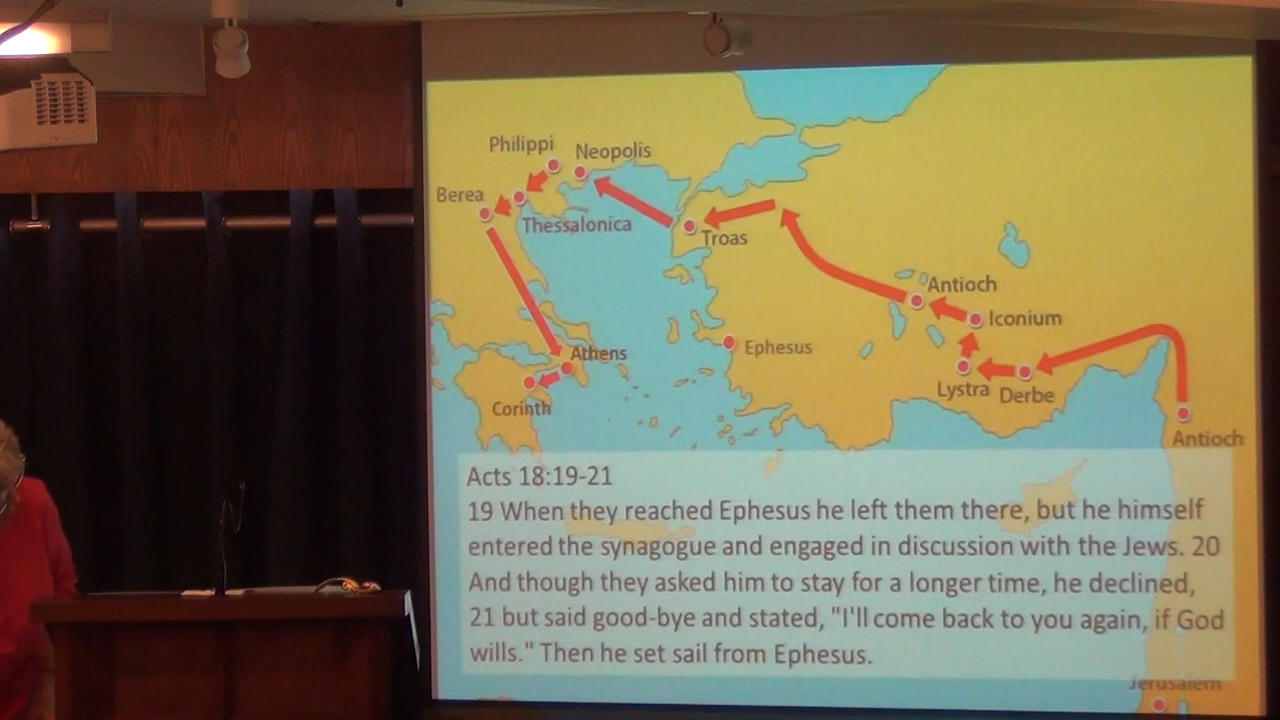 Philippi
Neopolis
Berea
Thessalonica
Troas
Antioch
Iconium
Ephesus
Athens
Lystra
Derbe
Corinth
Antioch
Acts 18:19-21
19 When they reached Ephesus he left them there, but he himself
entered the synagogue and engaged in discussion with the Jews. 20
And though they asked him to stay for a longer time, he declined,
21 but said good-bye and stated, "I'll come back to you again, if God
wills." Then he set sail from Ephesus.
Jerusalem